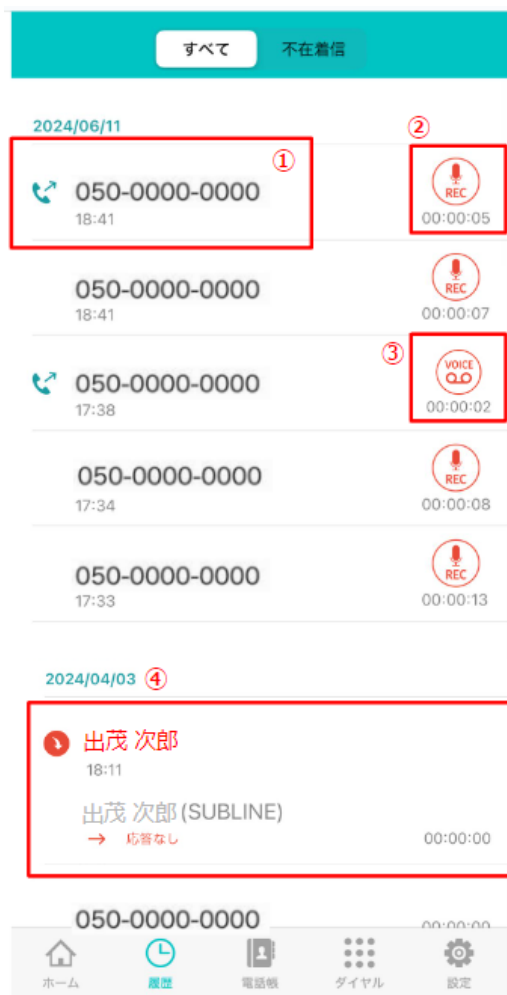 すべて 不在着信
2024/06/11 ②
①
050-0000-0000 REC
18:41 00:00:05
050-0000-0000 REC
18:41 00:00:07
③
050-0000-0000 VOICE
17:38 00:00:02
050-0000-0000 REC
17:34 00:00:08
050-0000-0000 REC
17:33 00:00:13
2024/04/03 ④
出茂 次郎
18:11
出茂 次郎(SUBLINE)
→ 応答なし 00:00:00
050-0000-0000 00:00:00
ホーム 履歴 電話帳 ダイヤル 設定